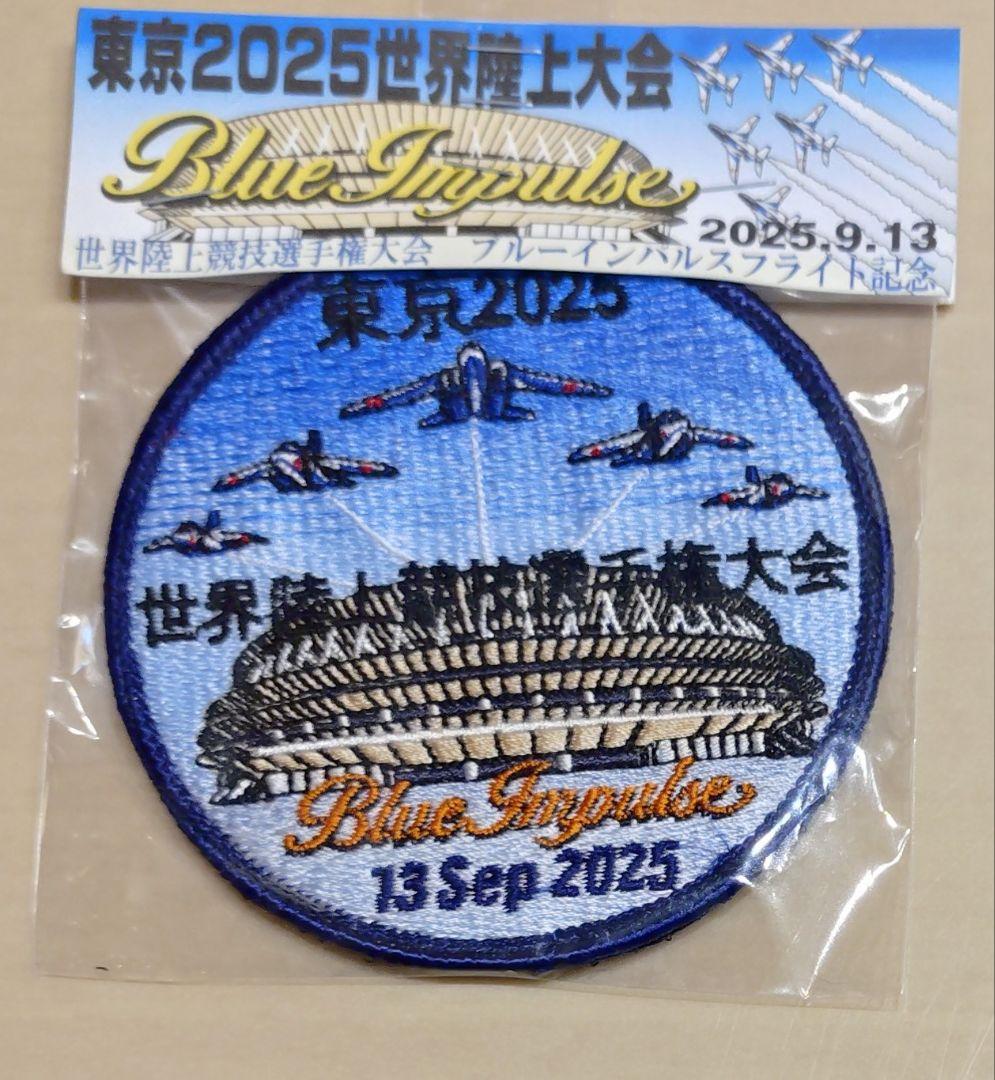 東京2025世界陸上大会
Blue Impulse
2025.9.13
世界陸上競技選手権大会 ブルーインパルスフライト記念
東京2025
世界陸上競技選手権大会
Blue Impulse
13 Sep 2025